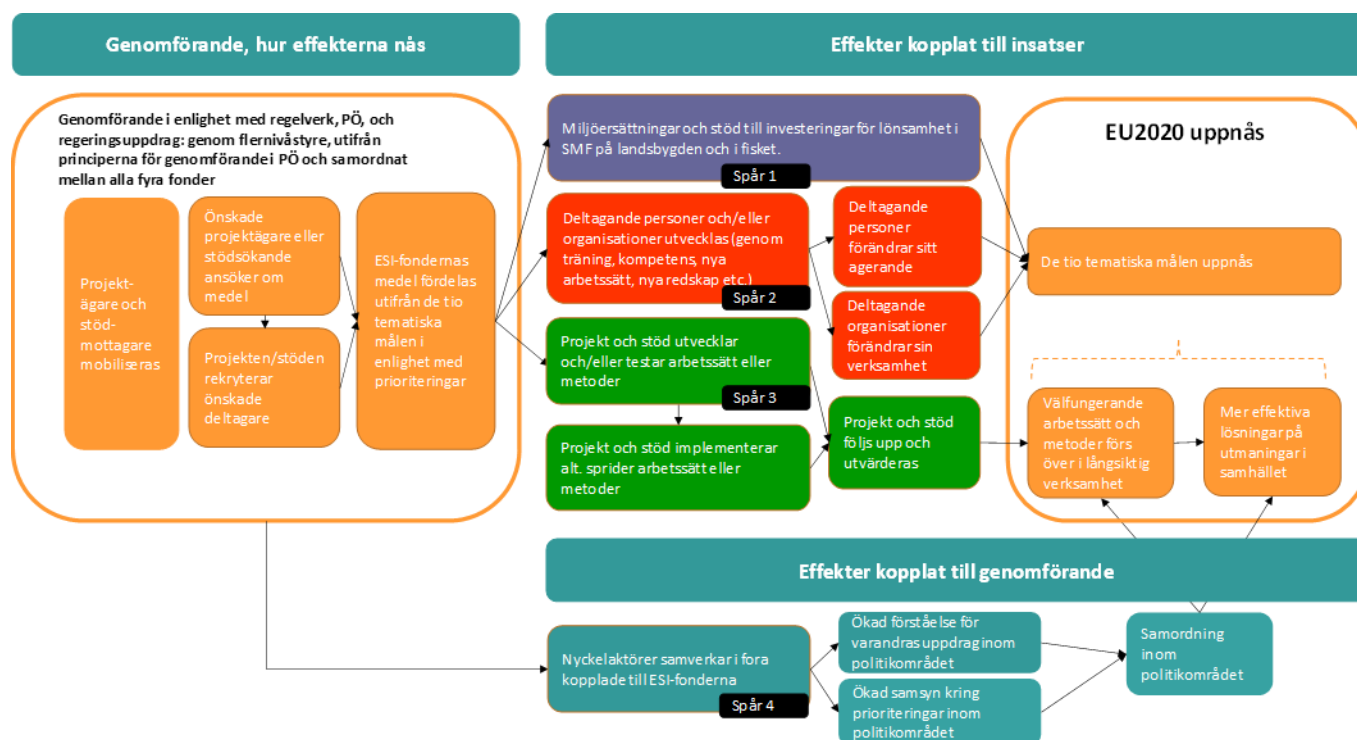 Genomförande, hur effekterna nås
Effekter kopplat till insatser
Genomförande i enlighet med regelverk, PÖ, och
regeringsuppdrag: genom flernivåstyre, utifrån
principerna för genomförande i PÖ och samordnat
mellan alla fyra fonder
Projekt-
ägare och
stöd-
mottagare
mobiliseras
Önskade
projektägare eller
stödsökande
ansöker om
medel
Projekten/stöden
rekryterar
önskade
deltagare
ESI-fondernas
medel fördelas
utifrån de tio
tematiska
målen i
enlighet med
prioriteringar
Miljöersättningar och stöd till investeringar för lönsamhet i
SMF på landsbygden och i fisket.
Spår 1
Deltagande personer och/eller
organisationer utvecklas (genom
träning, kompetens, nya
arbetssätt, nya redskap etc.)
Spår 2
Deltagande
personer
förändrar sitt
agerande
Deltagande
organisationer
förändrar sin
verksamhet
Projekt och stöd utvecklar
och/eller testar arbetssätt eller
metoder
Spår 3
Projekt och stöd implementerar
alt. sprider arbetssätt eller
metoder
Projekt och stöd
följs upp och
utvärderas
EU2020 uppnås
De tio tematiska målen uppnås
Välfungerande
arbetssätt och
metoder förs
över i långsiktig
verksamhet
Mer effektiva
lösningar på
utmaningar i
samhället
Effekter kopplat till genomförande
Nyckelaktörer samverkar i fora
kopplade till ESI-fonderna
Spår 4
Ökad förståelse för
varandras uppdrag inom
politikområdet
Ökad samsyn kring
prioriteringar inom
politikområdet
Samordning
inom
politikområdet